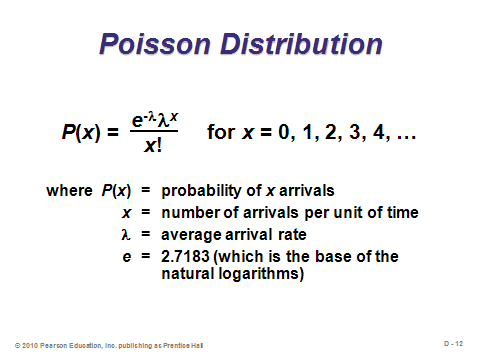 Poisson Distribution
P(x) = e^-λ λ^x / x! for x = 0, 1, 2, 3, 4, …
where P(x) = probability of x arrivals
x = number of arrivals per unit of time
λ = average arrival rate
e = 2.7183 (which is the base of the
natural logarithms)
© 2010 Pearson Education, Inc. publishing as Prentice Hall
D - 12